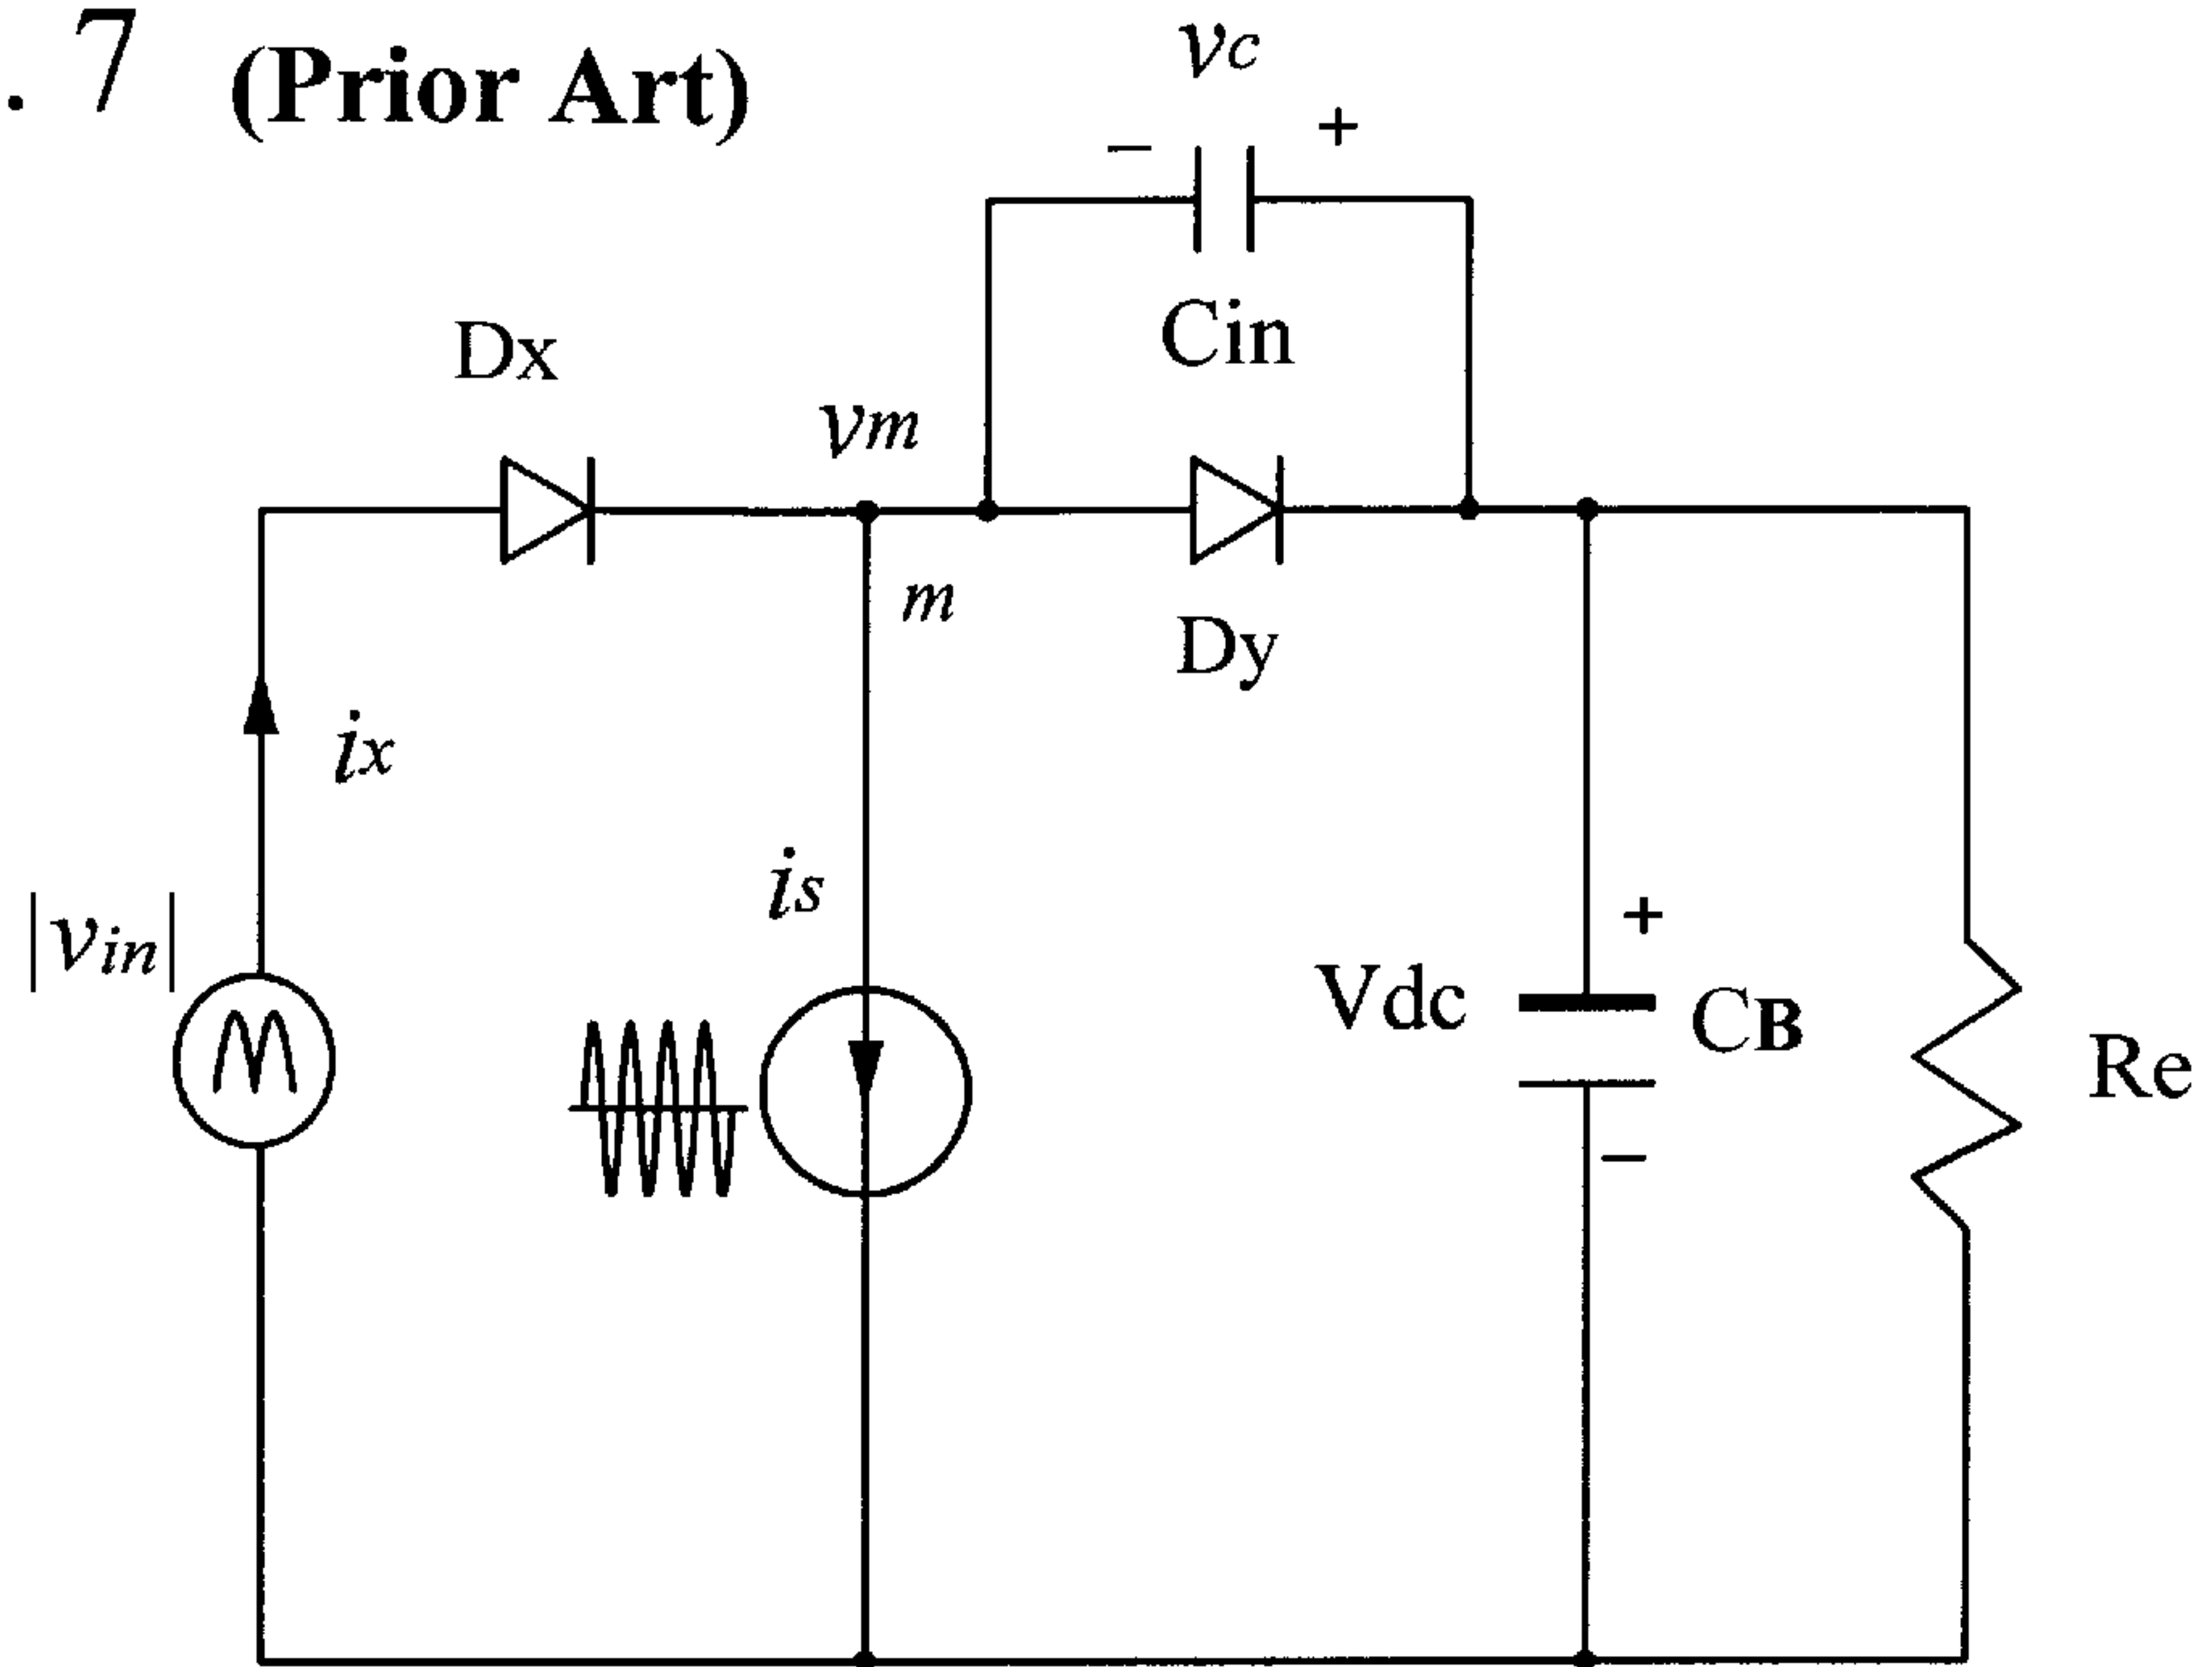 . 7 (Prior Art)
vc
− +
Cin
Dx
vm
m
Dy
ix
is
|vin|
+
Vdc
CB
−
Re